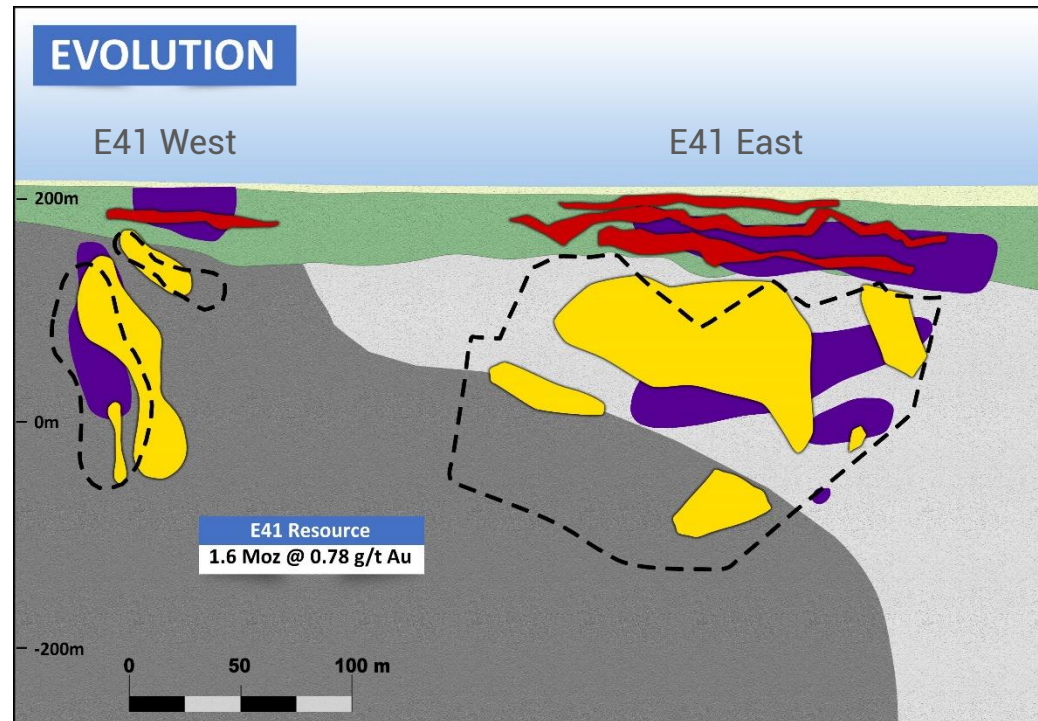 EVOLUTION
E41 West
E41 East
200m
0m
E41 Resource
1.6 Moz @ 0.78 g/t Au
-200m
0 50 100 m